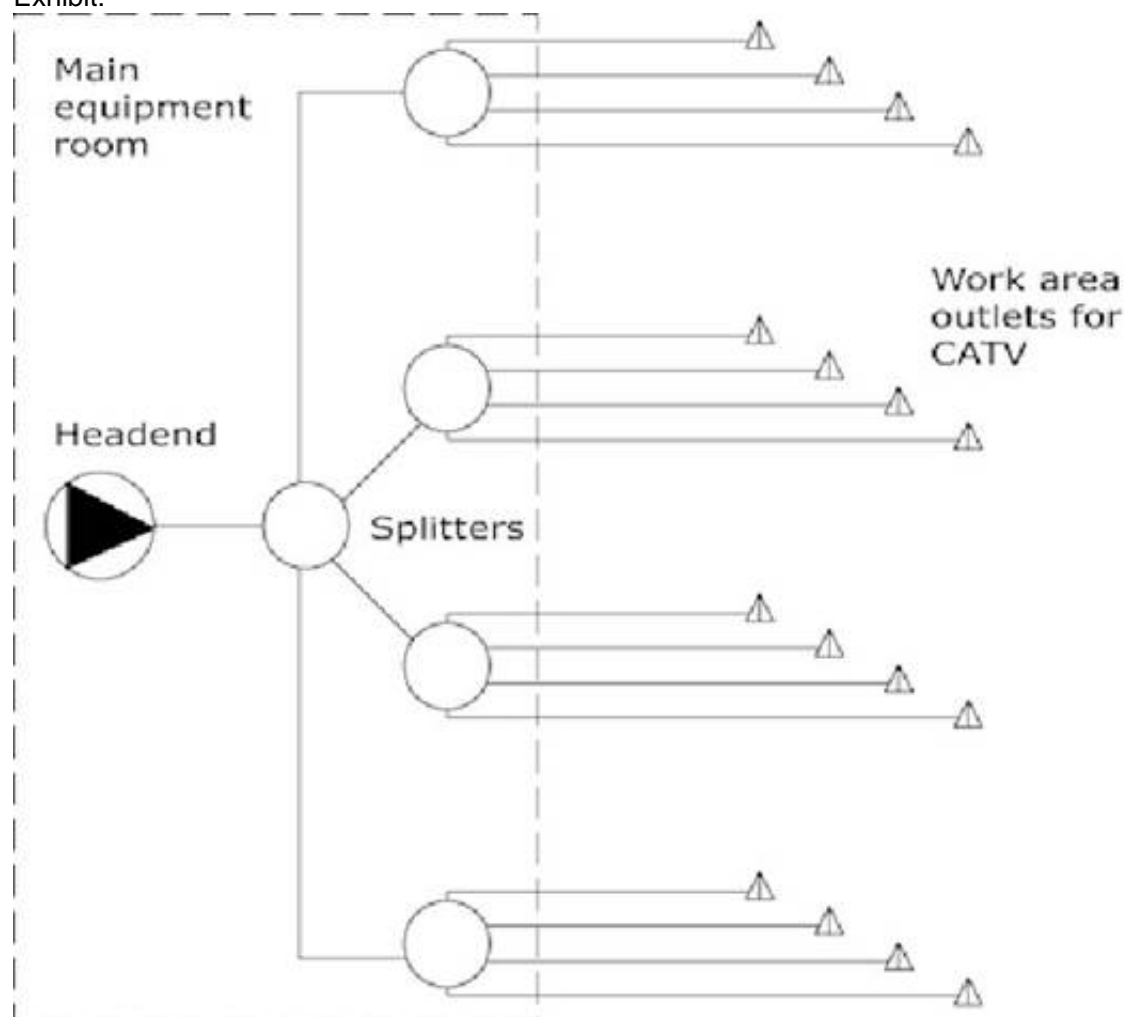 Exhibit:
Main
equipment
room
Work area
outlets for
CATV
Headend
Splitters